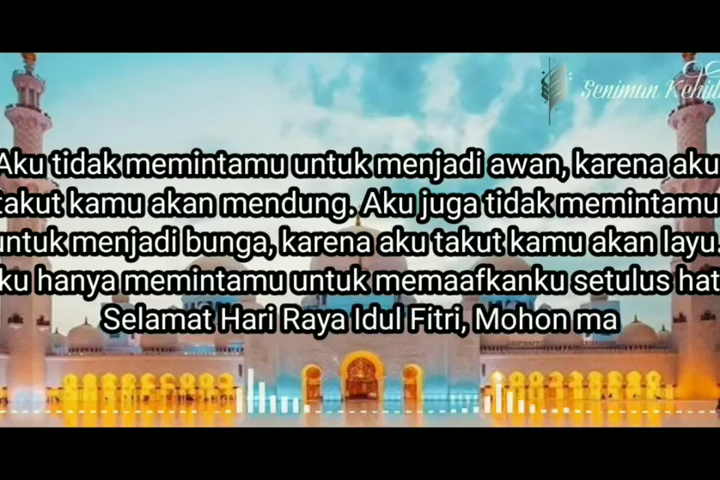 Seniman Kehid
Aku tidak memintamu untuk menjadi awan, karena aku
takut kamu akan mendung. Aku juga tidak memintamu
untuk menjadi bunga, karena aku takut kamu akan layu.
ku hanya memintamu untuk memaafkanku setulus hat
Selamat Hari Raya Idul Fitri, Mohon ma